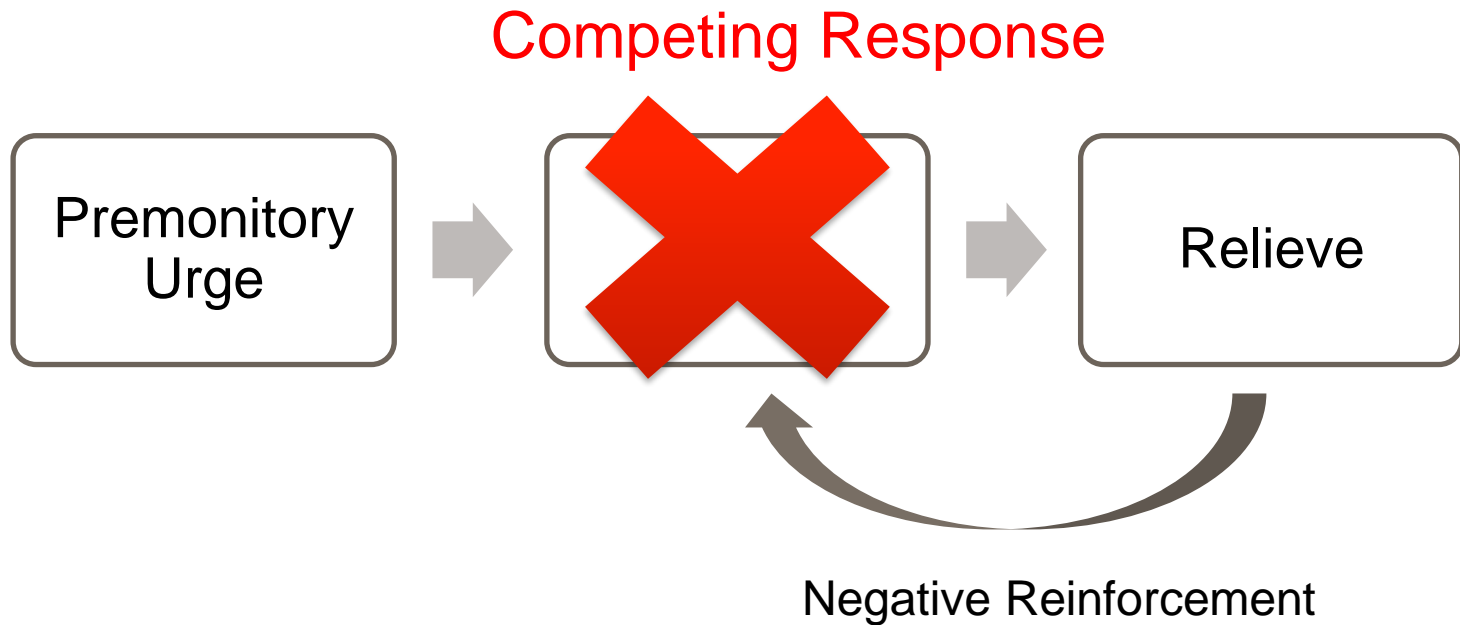 Competing Response
Premonitory
Urge
Relieve
Negative Reinforcement